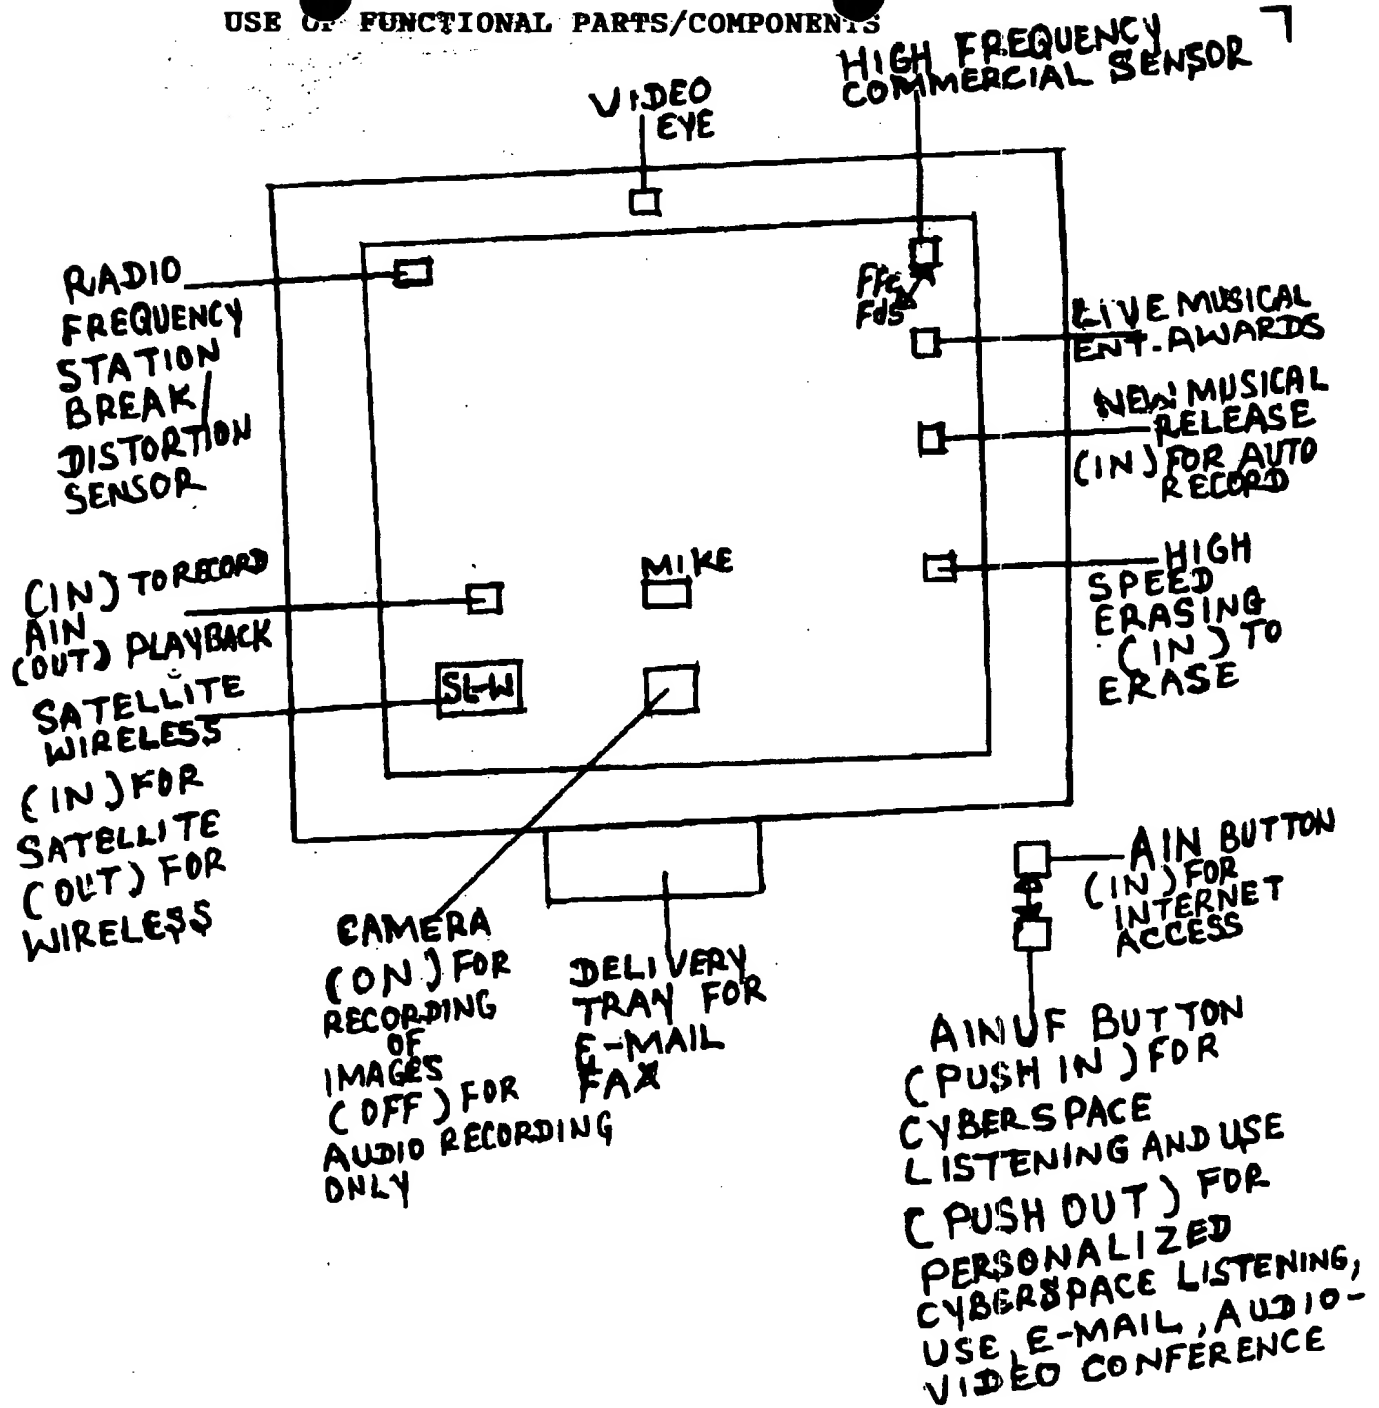 USE OF FUNCTIONAL PARTS/COMPONENTS
7
HIGH FREQUENCY
COMMERCIAL SENSOR
VIDEO
EYE
RADIO
FREQUENCY
STATION
BREAK/
DISTORTION
SENSOR
Ffc
Fds
LIVE MUSICAL
ENT. AWARDS
NEW MUSICAL
RELEASE
(IN) FOR AUTO
RECORD
(IN) TO RECORD
AIN
(OUT) PLAYBACK
MIKE
HIGH
SPEED
ERASING
(IN) TO
ERASE
SATELLITE
WIRELESS
(IN) FOR
SATELLITE
(OUT) FOR
WIRELESS
SL-W
CAMERA
(ON) FOR
RECORDING
OF
IMAGES
(OFF) FOR
AUDIO RECORDING
ONLY
DELIVERY
TRAY FOR
E-MAIL
FAX
AIN BUTTON
(IN) FOR
INTERNET
ACCESS
AINUF BUTTON
(PUSH IN) FOR
CYBERSPACE
LISTENING AND USE
(PUSH OUT) FOR
PERSONALIZED
CYBERSPACE LISTENING,
USE, E-MAIL, AUDIO-
VIDEO CONFERENCE